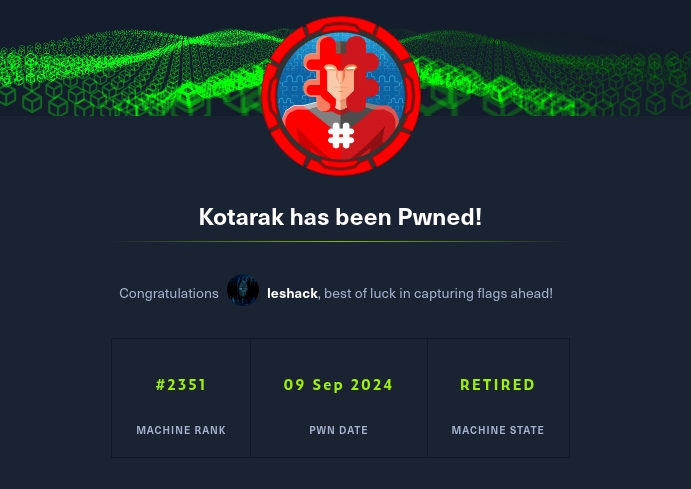 #
Kotarak has been Pwned!
Congratulations leshack, best of luck in capturing flags ahead!
#2351 09 Sep 2024 RETIRED
MACHINE RANK PWN DATE MACHINE STATE